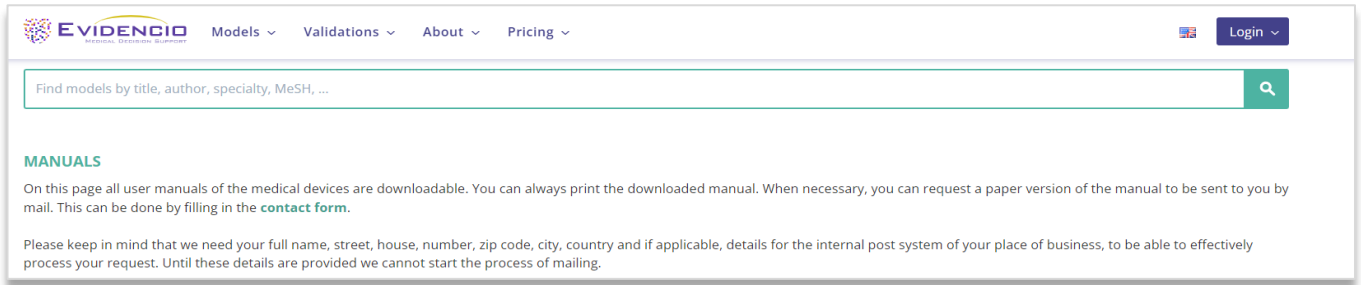 EVIDENCIO
MEDICAL DECISION SUPPORT
Models Validations About Pricing Login
Find models by title, author, specialty, MeSH, ...
MANUALS
On this page all user manuals of the medical devices are downloadable. You can always print the downloaded manual. When necessary, you can request a paper version of the manual to be sent to you by
mail. This can be done by filling in the contact form.
Please keep in mind that we need your full name, street, house, number, zip code, city, country and if applicable, details for the internal post system of your place of business, to be able to effectively
process your request. Until these details are provided we cannot start the process of mailing.